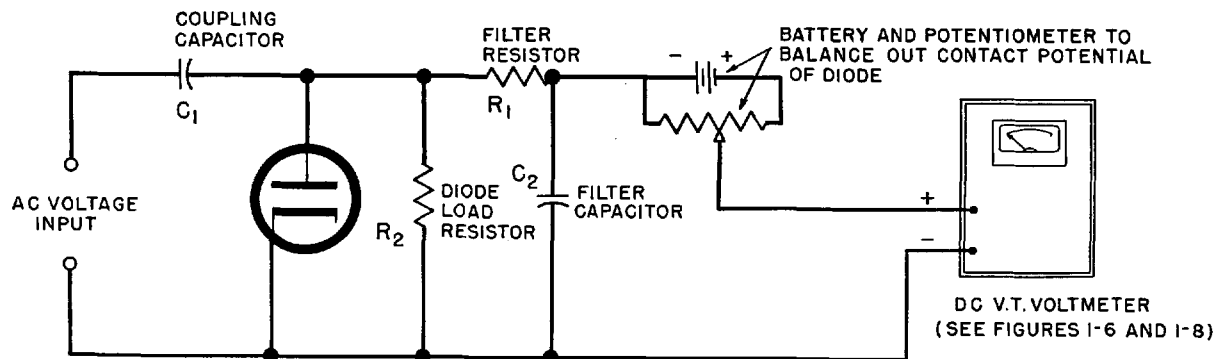 COUPLING
CAPACITOR
C1
FILTER
RESISTOR
R1
- +
BATTERY AND POTENTIOMETER TO
BALANCE OUT CONTACT POTENTIAL
OF DIODE
AC VOLTAGE
INPUT
R2
DIODE
LOAD
RESISTOR
C2
FILTER
CAPACITOR
+
-
DC V.T. VOLTMETER
(SEE FIGURES 1-6 AND 1-8)